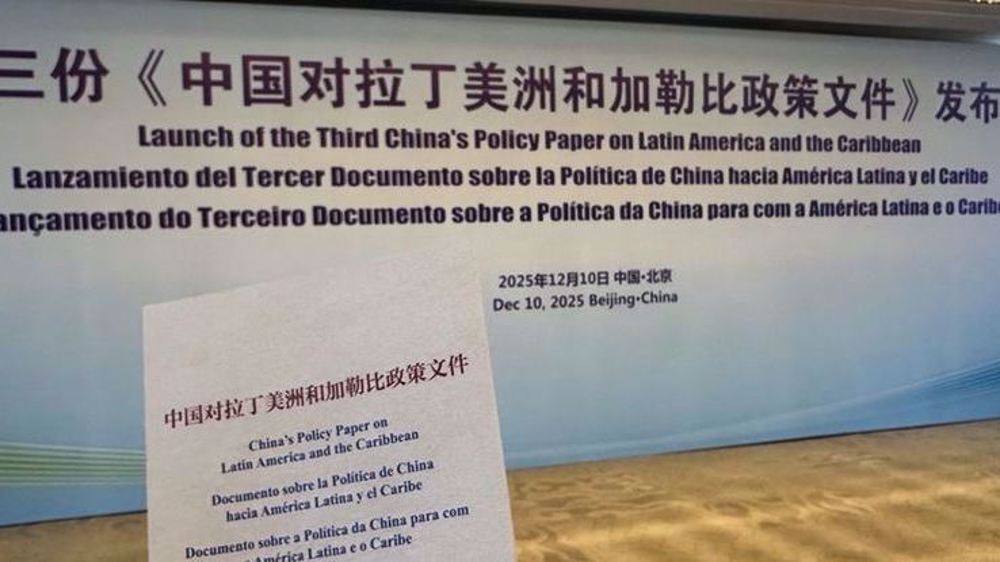 三份《中国对拉丁美洲和加勒比政策文件》发布
Launch of the Third China's Policy Paper on Latin America and the Caribbean
Lanzamiento del Tercer Documento sobre la Política de China hacia América Latina y el Caribe
ançamento do Terceiro Documento sobre a Política da China para com a América Latina e o Caribe
2025年12月10日 中国·北京
Dec 10, 2025 Beijing·China
中国对拉丁美洲和加勒比政策文件
China's Policy Paper on
Latin America and the Caribbean
Documento sobre la Política de China
hacia América Latina y el Caribe
Documento sobre a Política da China para com
América Latina e o Caribe